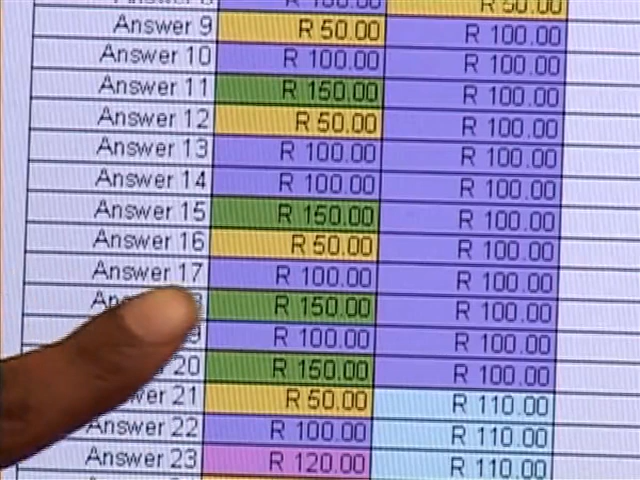 R 50.00
Answer 9 R 50.00 R 100.00
Answer 10 R 100.00 R 100.00
Answer 11 R 150.00 R 100.00
Answer 12 R 50.00 R 100.00
Answer 13 R 100.00 R 100.00
Answer 14 R 100.00 R 100.00
Answer 15 R 150.00 R 100.00
Answer 16 R 50.00 R 100.00
Answer 17 R 100.00 R 100.00
R 150.00 R 100.00
R 100.00 R 100.00
20 R 150.00 R 100.00
21 R 50.00 R 110.00
Answer 22 R 100.00 R 110.00
Answer 23 R 120.00 R 110.00